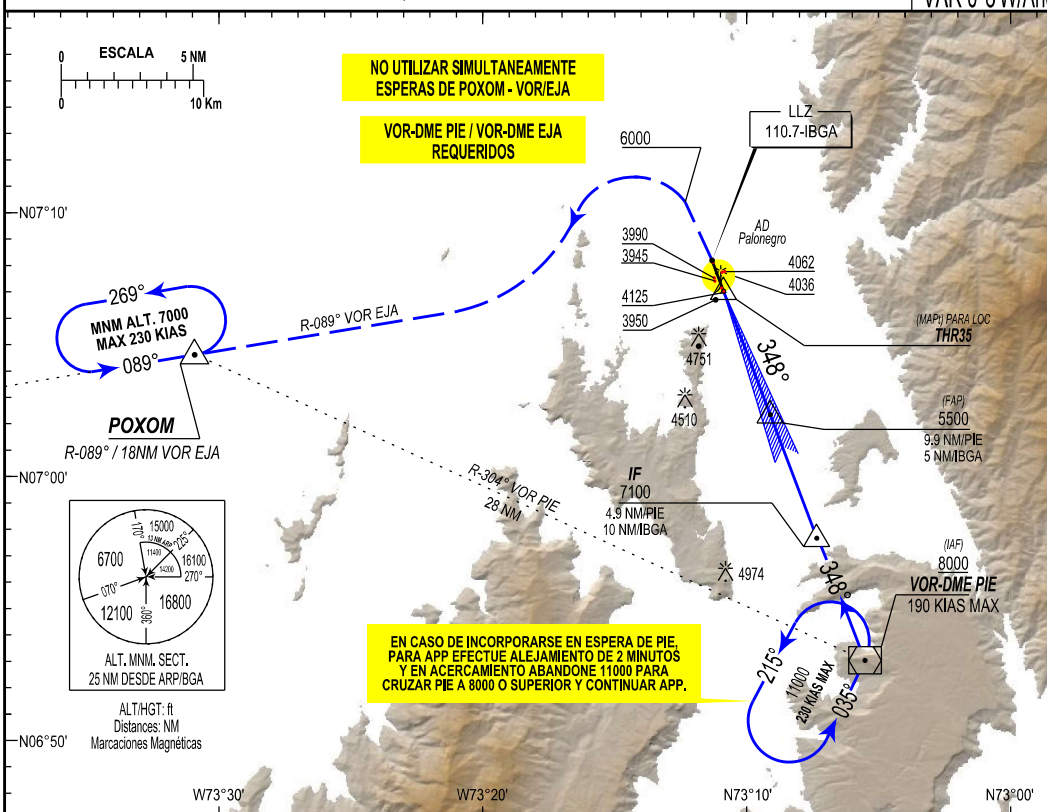 VAR 8°8'W/An
ESCALA
0 5 NM
0 10 Km
NO UTILIZAR SIMULTANEAMENTE
ESPERAS DE POXOM - VOR/EJA
VOR-DME PIE / VOR-DME EJA
REQUERIDOS
LLZ
110.7-IBGA
6000
N07°10'
AD
Palonegro
3990
3945
4062
4036
4125
3950
269°
MNM ALT. 7000
MAX 230 KIAS
089°
R-089° VOR EJA
(MAPt) PARA LOC
THR35
348°
4751
4510
POXOM
R-089° / 18NM VOR EJA
(FAP)
5500
9.9 NM/PIE
5 NM/IBGA
N07°00'
R-304° VOR PIE
28 NM
IF
7100
4.9 NM/PIE
10 NM/IBGA
170°
15000
225°
13 NM ARP
11400
6700
14200
16100
270°
070°
12100
360°
16800
ALT. MNM. SECT.
25 NM DESDE ARP/BGA
4974
348°
(IAF)
8000
VOR-DME PIE
190 KIAS MAX
EN CASO DE INCORPORARSE EN ESPERA DE PIE,
PARA APP EFECTUE ALEJAMIENTO DE 2 MINUTOS
Y EN ACERCAMIENTO ABANDONE 11000 PARA
CRUZAR PIE A 8000 O SUPERIOR Y CONTINUAR APP.
215°
11000
230 KIAS MAX
035°
ALT/HGT: ft
Distances: NM
Marcaciones Magnéticas
N06°50'
W73°30'
W73°20'
N73°10'
N73°00'